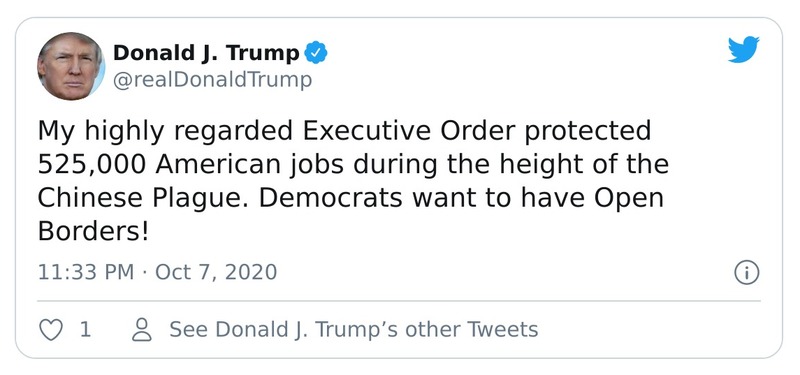 Donald J. Trump
@realDonaldTrump
My highly regarded Executive Order protected
525,000 American jobs during the height of the
Chinese Plague. Democrats want to have Open
Borders!
11:33 PM · Oct 7, 2020
1 See Donald J. Trump’s other Tweets